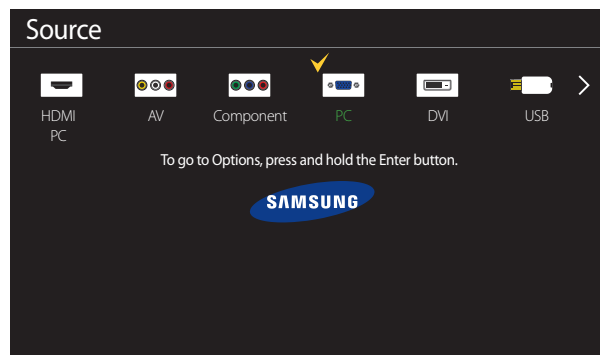 Source
HDMI AV Component PC DVI USB
PC
To go to Options, press and hold the Enter button.
SAMSUNG